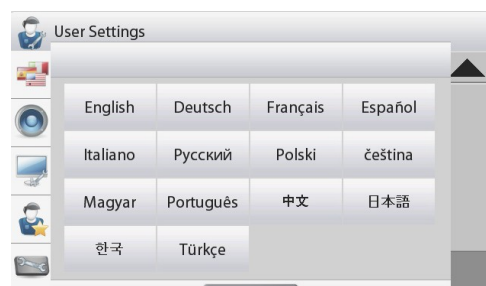 User Settings
English Deutsch Français Español
Italiano Русский Polski čeština
Magyar Português 中文 日本語
한국 Türkçe